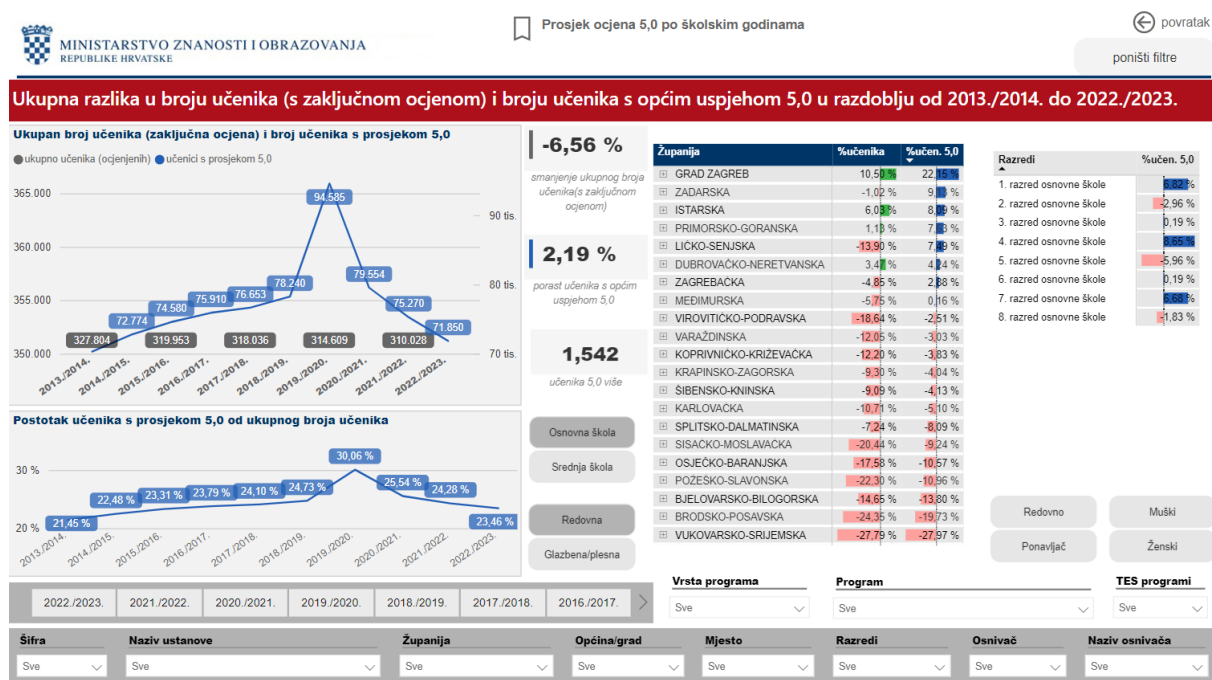 MINISTARSTVO ZNANOSTI I OBRAZOVANJA
REPUBLIKE HRVATSKE
Prosjek ocjena 5,0 po školskim godinama
povratak
poništi filtre
Ukupna razlika u broju učenika (s zaključnom ocjenom) i broju učenika s općim uspjehom 5,0 u razdoblju od 2013./2014. do 2022./2023.
Ukupan broj učenika (zaključna ocjena) i broj učenika s prosjekom 5,0
ukupno učenika (ocjenjenih) učenici s prosjekom 5,0
365.000
360.000
355.000
350.000
90 tis.
80 tis.
70 tis.
94.585
79.554
78.240
76.653
75.910
75.270
74.580
72.774
71.850
327.804 319.953 318.036 314.609 310.028
2013./2014. 2014./2015. 2015./2016. 2016./2017. 2017./2018. 2018./2019. 2019./2020. 2020./2021. 2021./2022. 2022./2023.
Postotak učenika s prosjekom 5,0 od ukupnog broja učenika
30 %
20 %
21,45 % 22,48 % 23,31 % 23,79 % 24,10 % 24,73 % 30,06 % 25,54 % 24,28 % 23,46 %
2013./2014. 2014./2015. 2015./2016. 2016./2017. 2017./2018. 2018./2019. 2019./2020. 2020./2021. 2021./2022. 2022./2023.
-6,56 %
smanjenje ukupnog broja
učenika(s zaključnom
ocjenom)
2,19 %
porast učenika s općim
uspjehom 5,0
1,542
učenika 5,0 više
Osnovna škola
Srednja škola
Redovna
Glazbena/plesna
Županija %učenika %učen. 5,0
GRAD ZAGREB 10,50 % 22,15 %
ZADARSKA -1,02 % 9,13 %
ISTARSKA 6,03 % 8,09 %
PRIMORSKO-GORANSKA 1,13 %
LIČKO-SENJSKA -13,90 % 7,49 %
DUBROVAČKO-NERETVANSKA 3,47 % 4,24 %
ZAGREBAČKA -4,85 % 2,88 %
MEĐIMURSKA -5,75 % 0,16 %
VIROVITIČKO-PODRAVSKA -18,64 % -2,51 %
VARAŽDINSKA -12,05 % -3,03 %
KOPRIVNIČKO-KRIŽEVAČKA -12,20 % -3,83 %
KRAPINSKO-ZAGORSKA -9,30 % -4,04 %
ŠIBENSKO-KNINSKA -9,09 % -4,13 %
KARLOVAČKA -10,71 % -5,10 %
SPLITSKO-DALMATINSKA -7,24 % -8,09 %
SISAČKO-MOSLAVAČKA -20,44 % -9,24 %
OSJEČKO-BARANJSKA -17,58 % -10,57 %
POŽEŠKO-SLAVONSKA -22,30 % -10,96 %
BJELOVARSKO-BILOGORSKA -14,65 % -13,80 %
BRODSKO-POSAVSKA -24,35 % -19,73 %
VUKOVARSKO-SRIJEMSKA -27,79 % -27,97 %
Razredi %učen. 5,0
1. razred osnovne škole 6,82 %
2. razred osnovne škole -2,96 %
3. razred osnovne škole 0,19 %
4. razred osnovne škole 8,65 %
5. razred osnovne škole -5,96 %
6. razred osnovne škole 0,19 %
7. razred osnovne škole 6,68 %
8. razred osnovne škole -1,83 %
Redovno Muški
Ponavljač Ženski
2022./2023. 2021./2022. 2020./2021. 2019./2020. 2018./2019. 2017./2018. 2016./2017.
Vrsta programa Program TES programi
Sve Sve Sve
Šifra Naziv ustanove Županija Općina/grad Mjesto Razredi Osnivač Naziv osnivača
Sve Sve Sve Sve Sve Sve Sve Sve